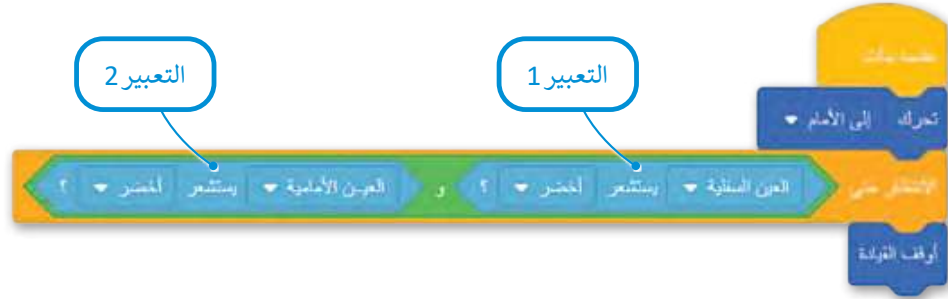 التعبير 1
التعبير 2
عندما بدأت
تحرك إلى الأمام
الانتظار حتى العين السفلية يستشعر أخضر ؟ و العين الأمامية يستشعر أخضر ؟
أوقف القيادة